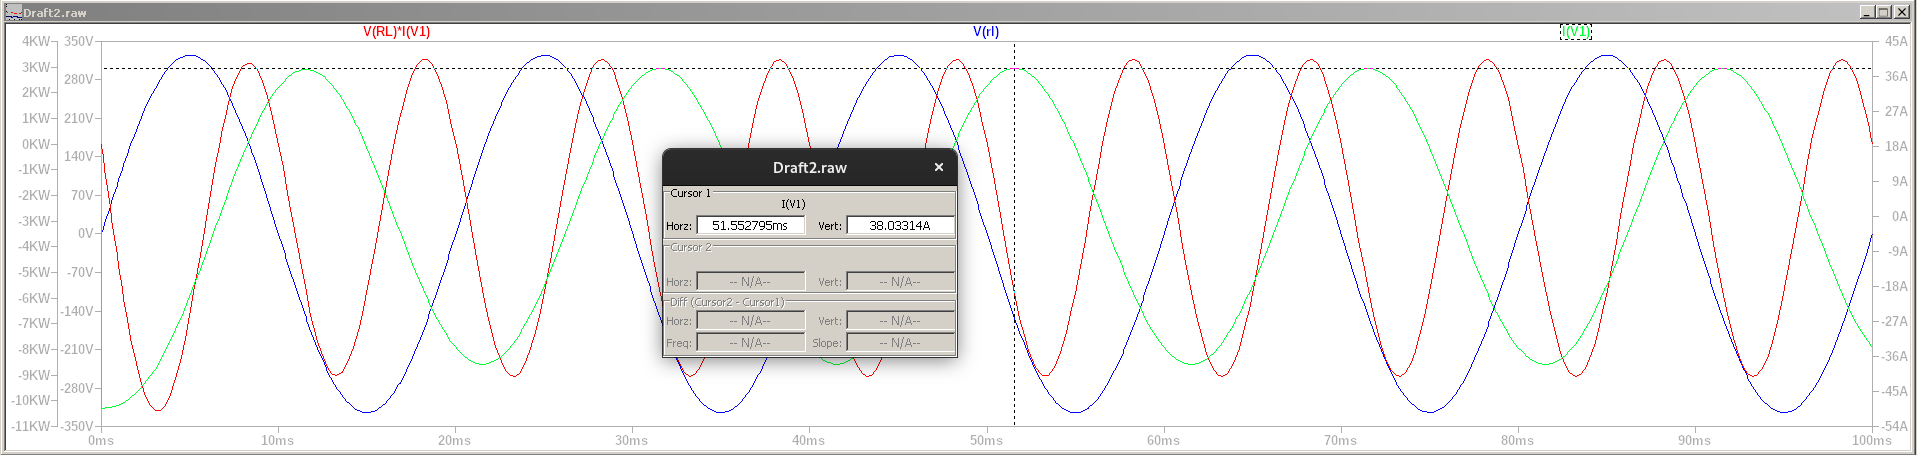 Draft2.raw
V(RL)*I(V1) V(rl) I(V1)
4KW 350V 45A
3KW 280V 36A
2KW
1KW 210V 27A
0KW 140V 18A
-1KW
-2KW 70V 9A
-3KW 0V 0A
-4KW
-5KW -70V -9A
-6KW -140V -18A
-7KW
-8KW -210V -27A
-9KW -280V -36A
-10KW -45A
-11KW -350V -54A
0ms 10ms 20ms 30ms 40ms 50ms 60ms 70ms 80ms 90ms 100ms
Draft2.raw
Cursor 1
I(V1)
Horz: 51.552795ms Vert: 38.03314A
Cursor 2
Horz: -- N/A-- Vert: -- N/A--
Diff (Cursor2 - Cursor1)
Horz: -- N/A-- Vert: -- N/A--
Freq: -- N/A-- Slope: -- N/A--